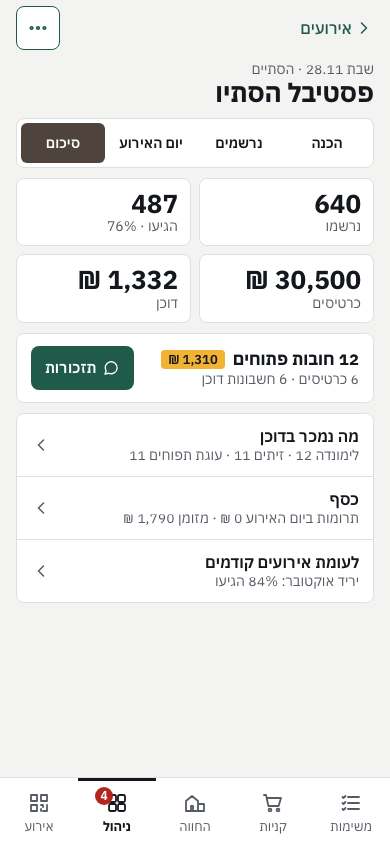 אירועים
שבת 28.11 · הסתיים
פסטיבל הסתיו
הכנה
נרשמים
יום האירוע
סיכום
640
נרשמו
487
הגיעו · 76%
30,500 ₪
כרטיסים
1,332 ₪
דוכן
12 חובות פתוחים 1,310 ₪
6 כרטיסים · 6 חשבונות דוכן
תזכורות
מה נמכר בדוכן
לימונדה 12 · זיתים 11 · עוגת תפוחים 11
כסף
תרומות ביום האירוע 0 ₪ · מזומן 1,790 ₪
לעומת אירועים קודמים
יריד אוקטובר: 84% הגיעו
משימות
קניות
החווה
4
ניהול
אירוע